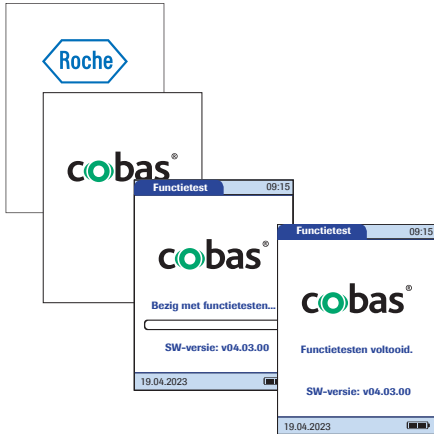 Roche
cobas®
Functietest 09:15
cobas®
Bezig met functietesten...
SW-versie: v04.03.00
19.04.2023
Functietest 09:15
cobas®
Functietesten voltooid.
SW-versie: v04.03.00
19.04.2023